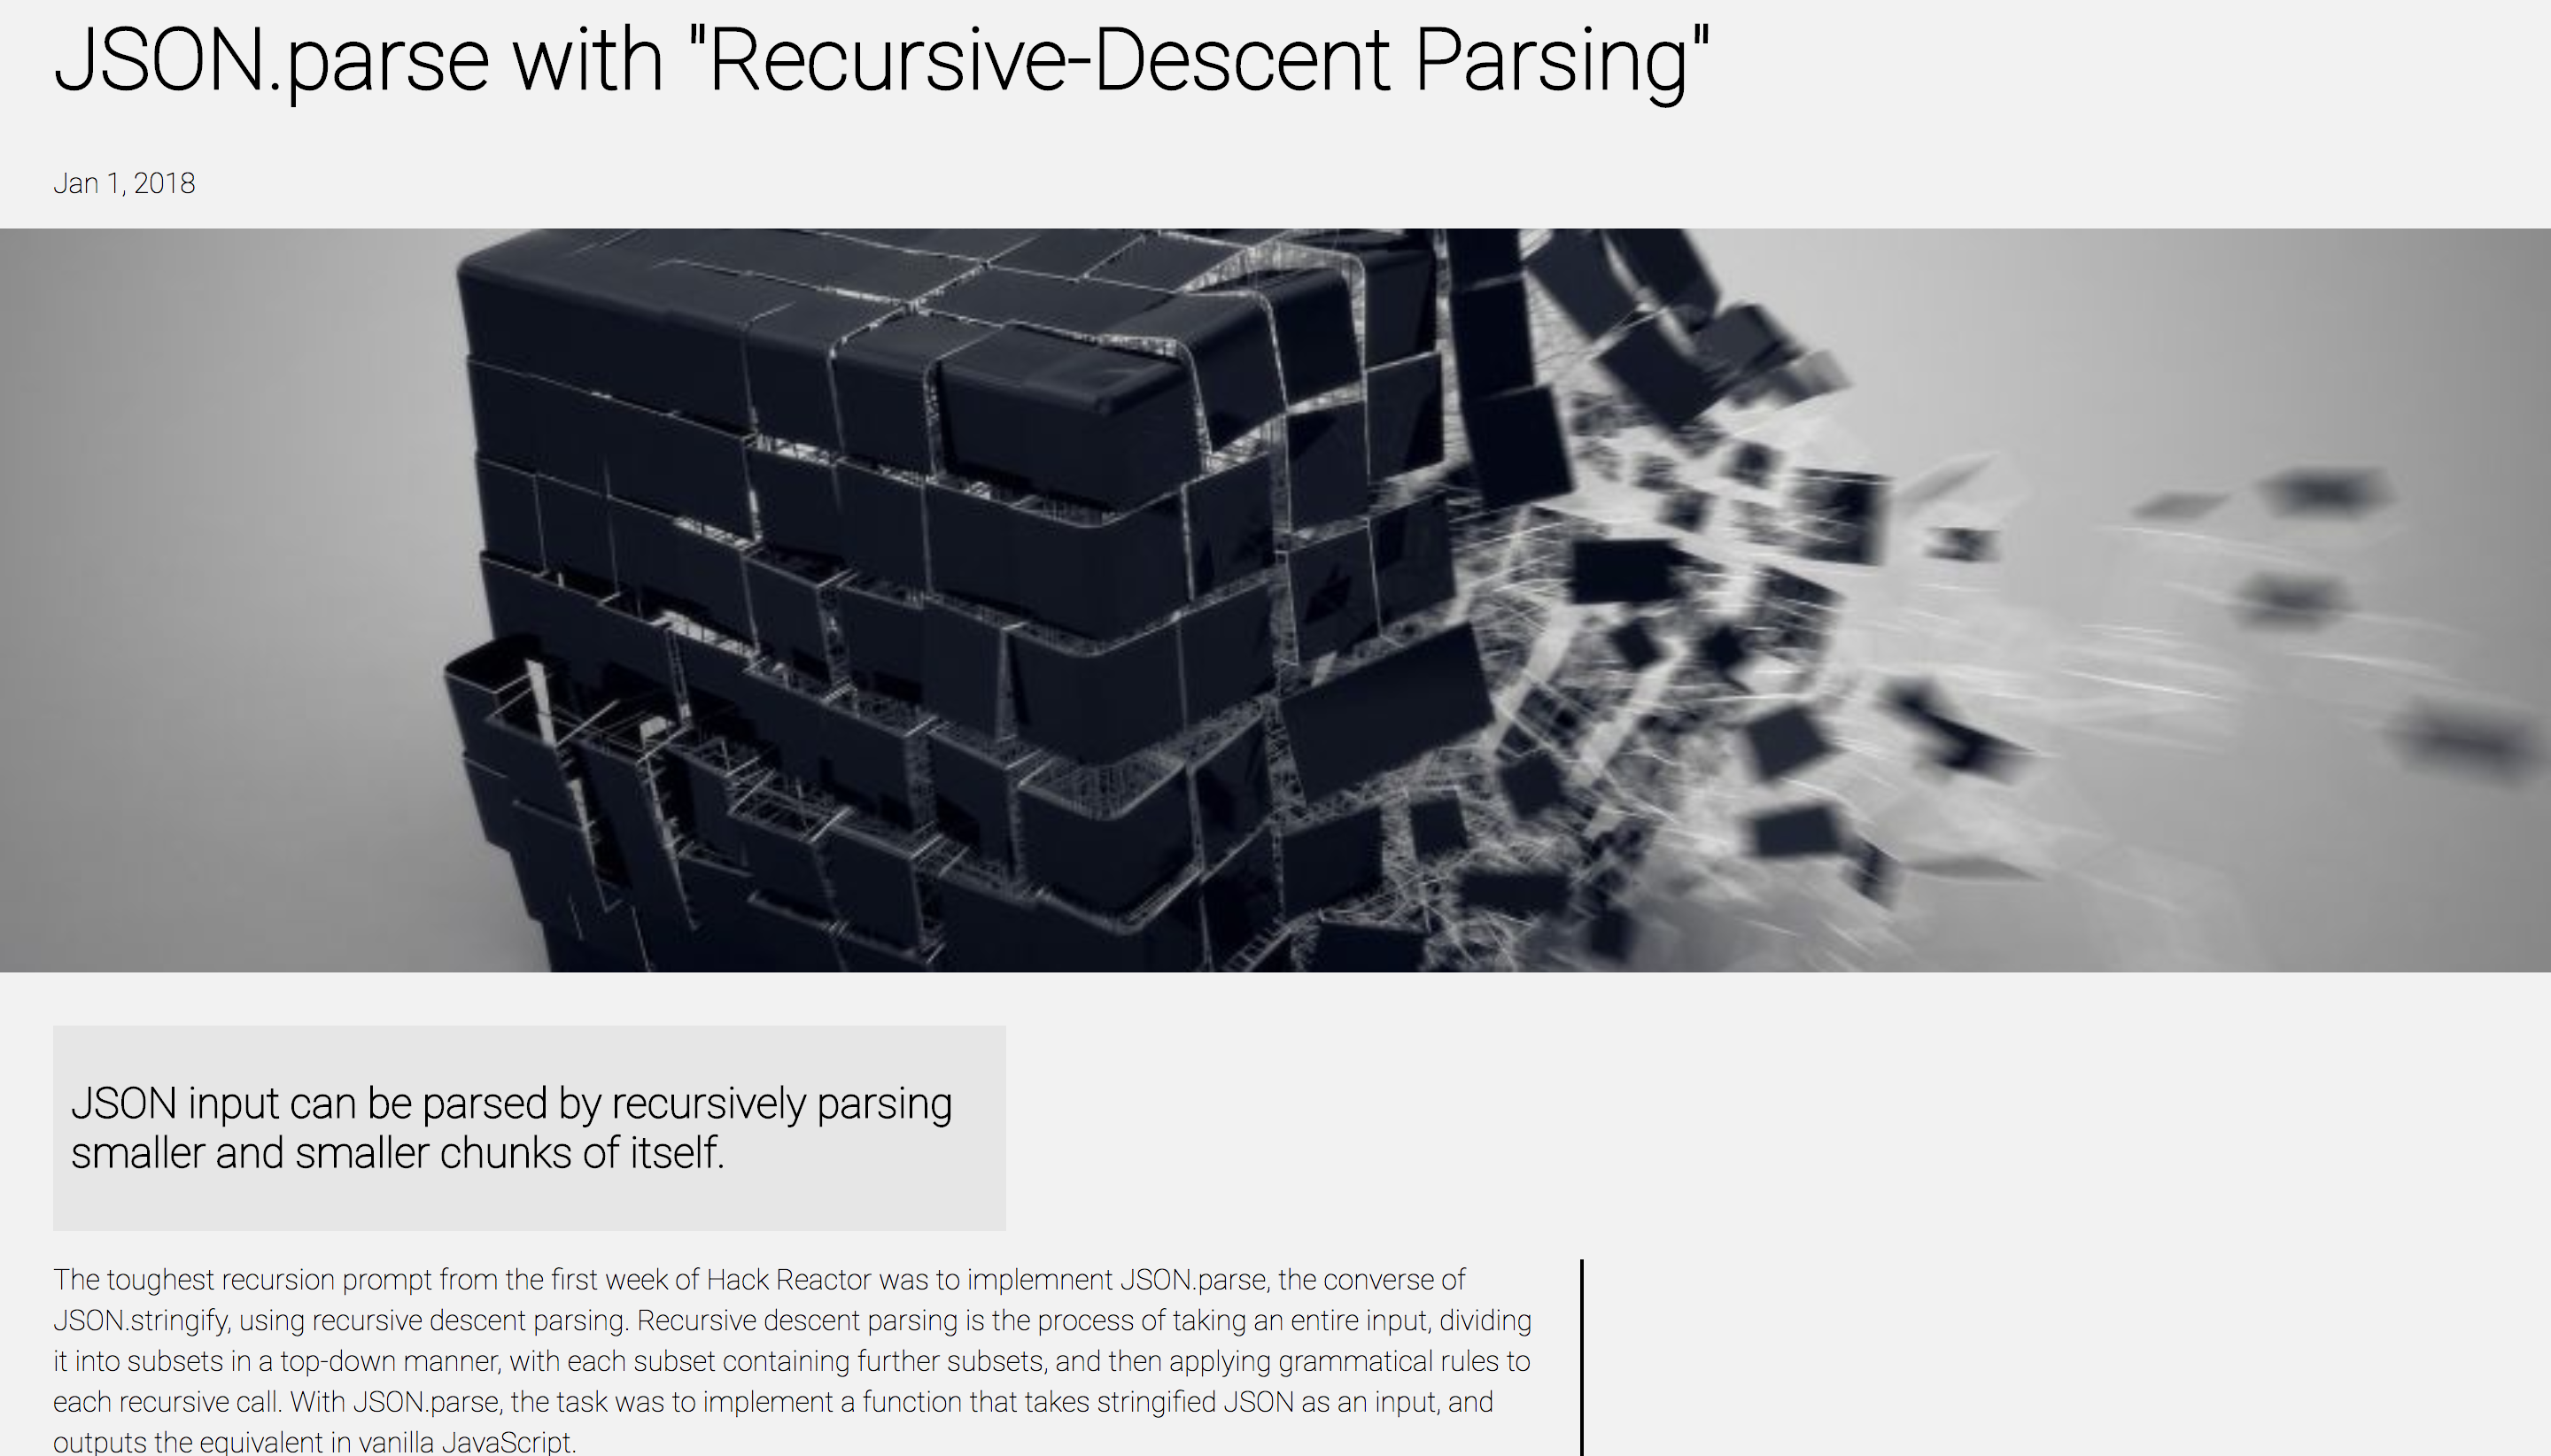 JSON.parse with "Recursive-Descent Parsing"
Jan 1, 2018
JSON input can be parsed by recursively parsing
smaller and smaller chunks of itself.
The toughest recursion prompt from the first week of Hack Reactor was to implemnent JSON.parse, the converse of
JSON.stringify, using recursive descent parsing. Recursive descent parsing is the process of taking an entire input, dividing
it into subsets in a top-down manner, with each subset containing further subsets, and then applying grammatical rules to
each recursive call. With JSON.parse, the task was to implement a function that takes stringified JSON as an input, and
outputs the equivalent in vanilla JavaScript.